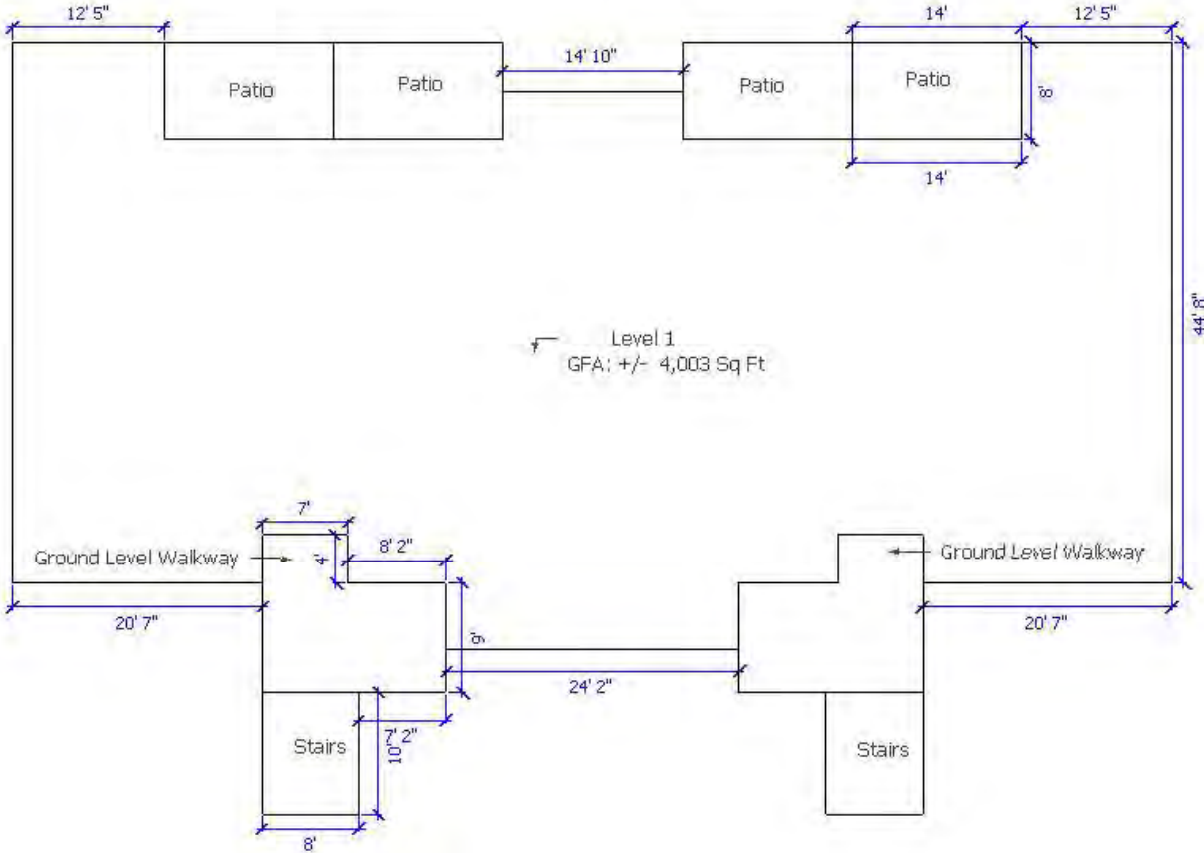 12' 5"
14'
12' 5"
14' 10"
Patio
Patio
Patio
Patio
8'
14'
44' 8"
Level 1
GFA: +/- 4,003 Sq Ft
7'
Ground Level Walkway
4'
8' 2"
Ground Level Walkway
20' 7"
9'
20' 7"
24' 2"
7' 2"
Stairs
10'
Stairs
8'